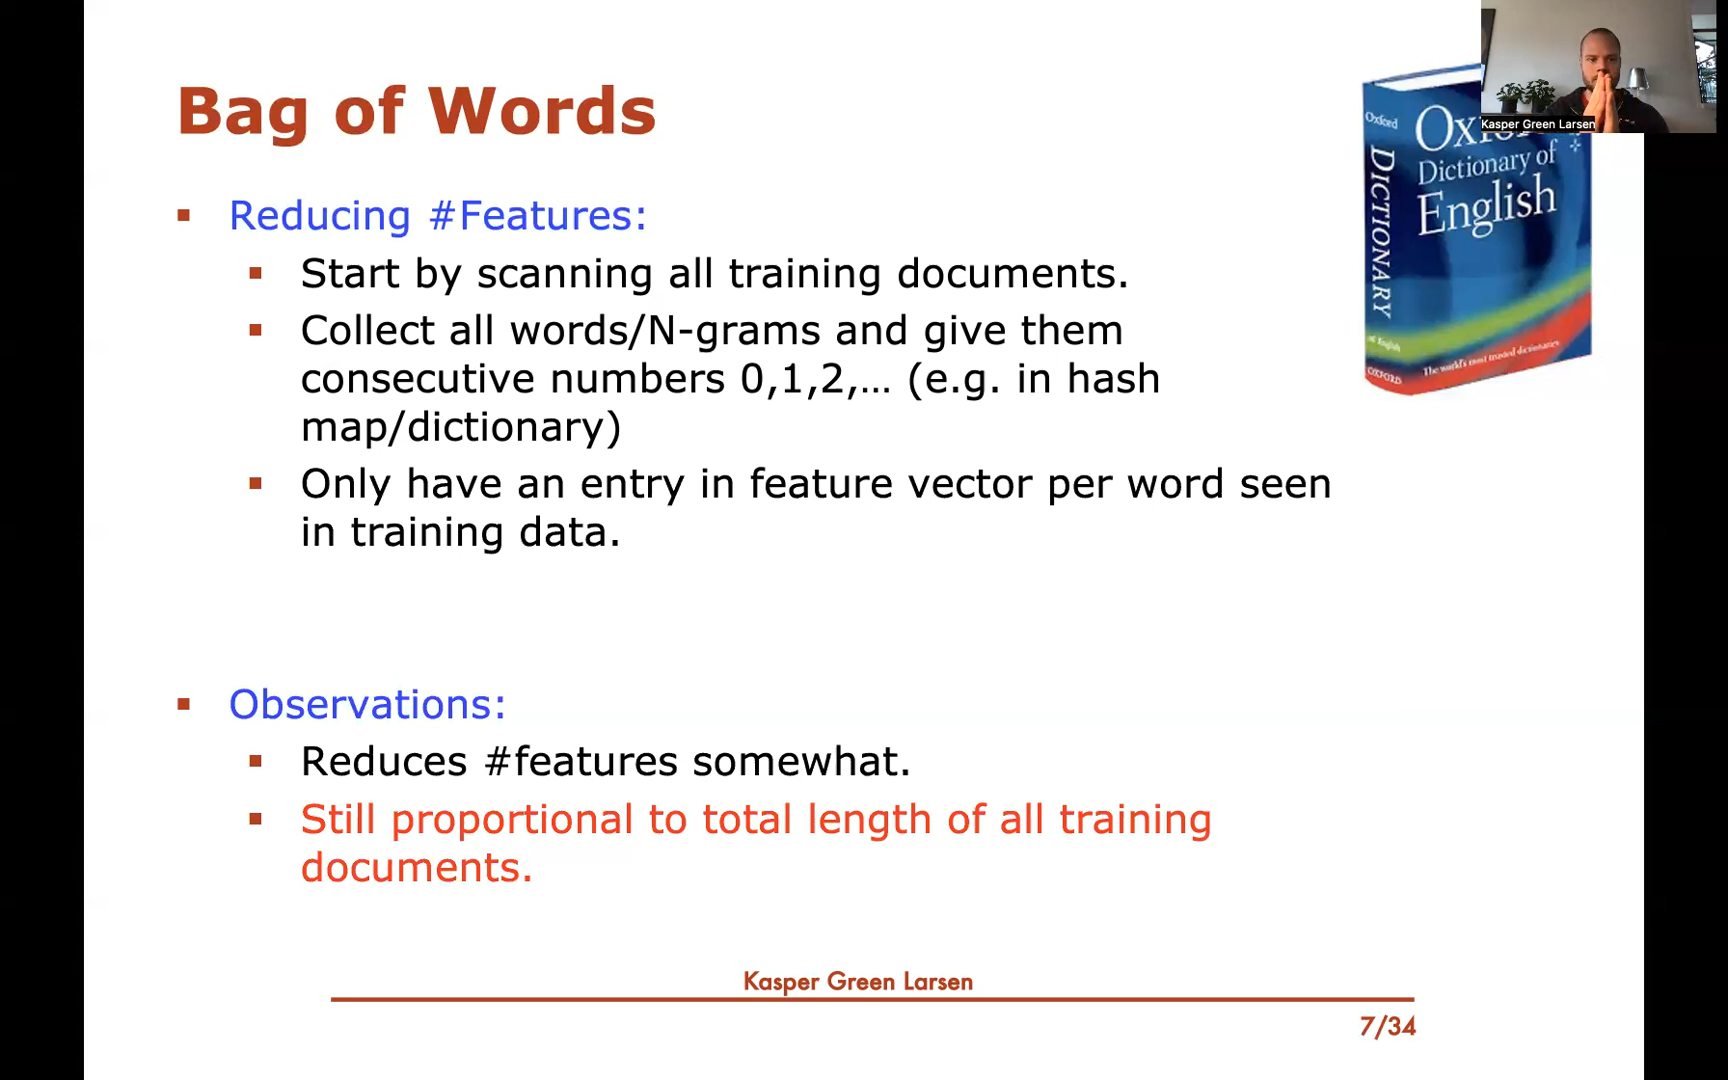 Bag of Words
Kasper Green Larsen
Oxford
Dictionary of
English
Oxford
DICTIONARY
of English
OXFORD
The world's most trusted dictionaries
▪ Reducing #Features:
▪ Start by scanning all training documents.
▪ Collect all words/N-grams and give them
consecutive numbers 0,1,2,… (e.g. in hash
map/dictionary)
▪ Only have an entry in feature vector per word seen
in training data.
▪ Observations:
▪ Reduces #features somewhat.
▪ Still proportional to total length of all training
documents.
Kasper Green Larsen
7/34